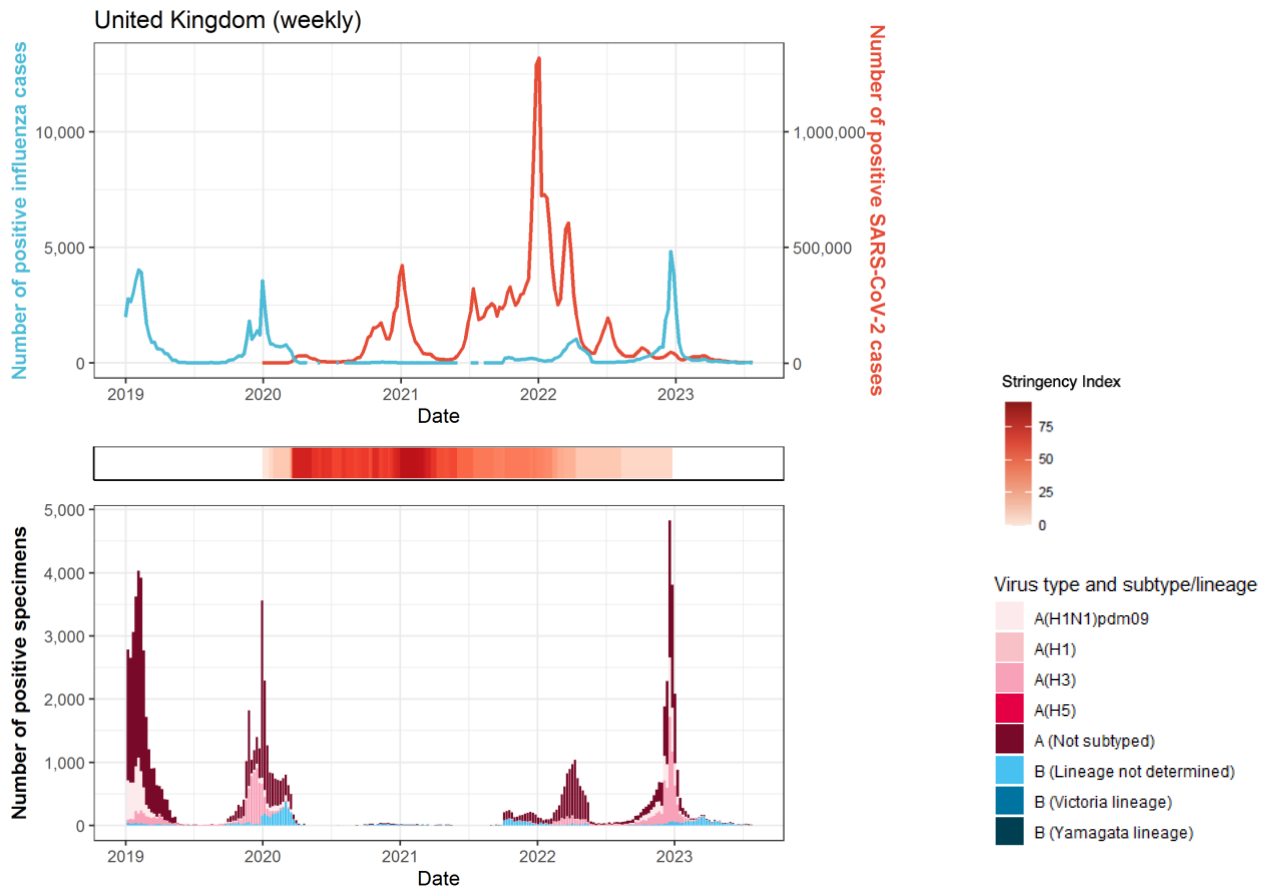 United Kingdom (weekly)
Number of positive influenza cases
Number of positive SARS-CoV-2 cases
10,000
5,000
0
1,000,000
500,000
0
2019 2020 2021 2022 2023
Date
Stringency Index
75
50
25
0
Number of positive specimens
5,000
4,000
3,000
2,000
1,000
0
2019 2020 2021 2022 2023
Date
Virus type and subtype/lineage
A(H1N1)pdm09
A(H1)
A(H3)
A(H5)
A (Not subtyped)
B (Lineage not determined)
B (Victoria lineage)
B (Yamagata lineage)